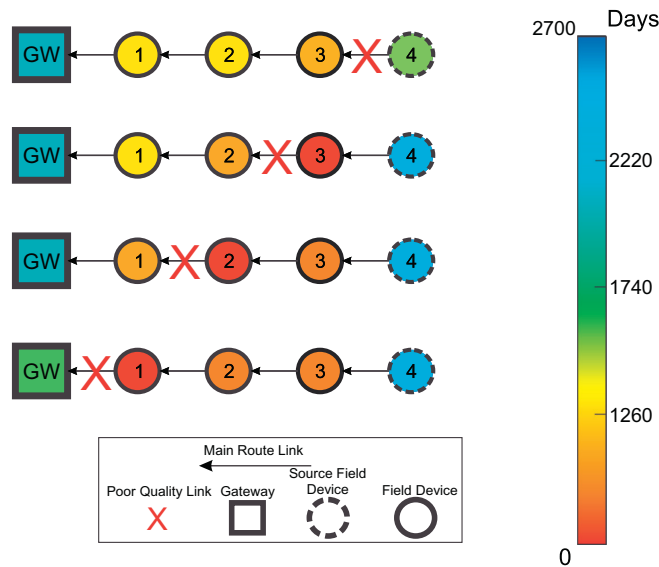 Days
2700
GW 1 2 3 X 4
GW 1 2 X 3 4
2220
GW 1 X 2 3 4
1740
GW X 1 2 3 4
1260
Main Route Link
Source Field
Device
Poor Quality Link Gateway Field Device
X
0